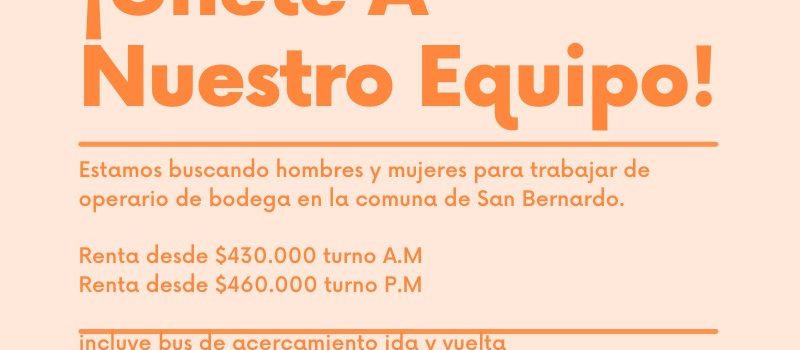 ¡Únete A
Nuestro Equipo!
Estamos buscando hombres y mujeres para trabajar de
operario de bodega en la comuna de San Bernardo.
Renta desde $430.000 turno A.M
Renta desde $460.000 turno P.M
incluye bus de acercamiento ida y vuelta